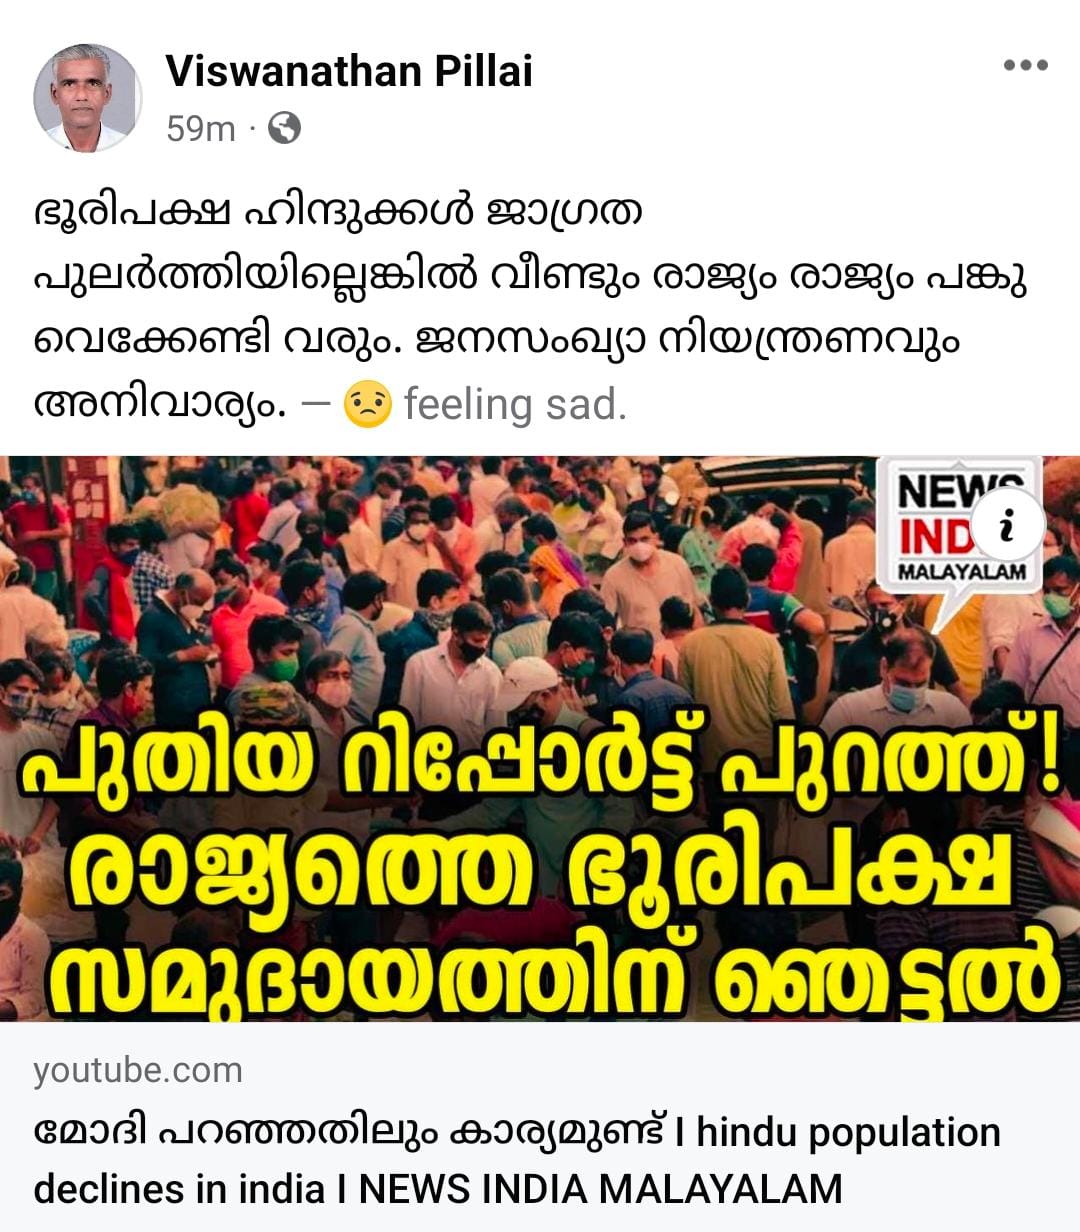 Viswanathan Pillai
59m ·
ഭൂരിപക്ഷ ഹിന്ദുക്കൾ ജാഗ്രത
പുലർത്തിയില്ലെങ്കിൽ വീണ്ടും രാജ്യം രാജ്യം പങ്കു
വെക്കേണ്ടി വരും. ജനസംഖ്യാ നിയന്ത്രണവും
അനിവാര്യം. — 😟 feeling sad.
NEWS
IND
MALAYALAM
പുതിയ റിപ്പോർട്ട് പുറത്ത്!
രാജ്യത്തെ ഭൂരിപക്ഷ
സമുദായത്തിന് ഞെട്ടൽ
youtube.com
മോദി പറഞ്ഞതിലും കാര്യമുണ്ട് I hindu population
declines in india I NEWS INDIA MALAYALAM